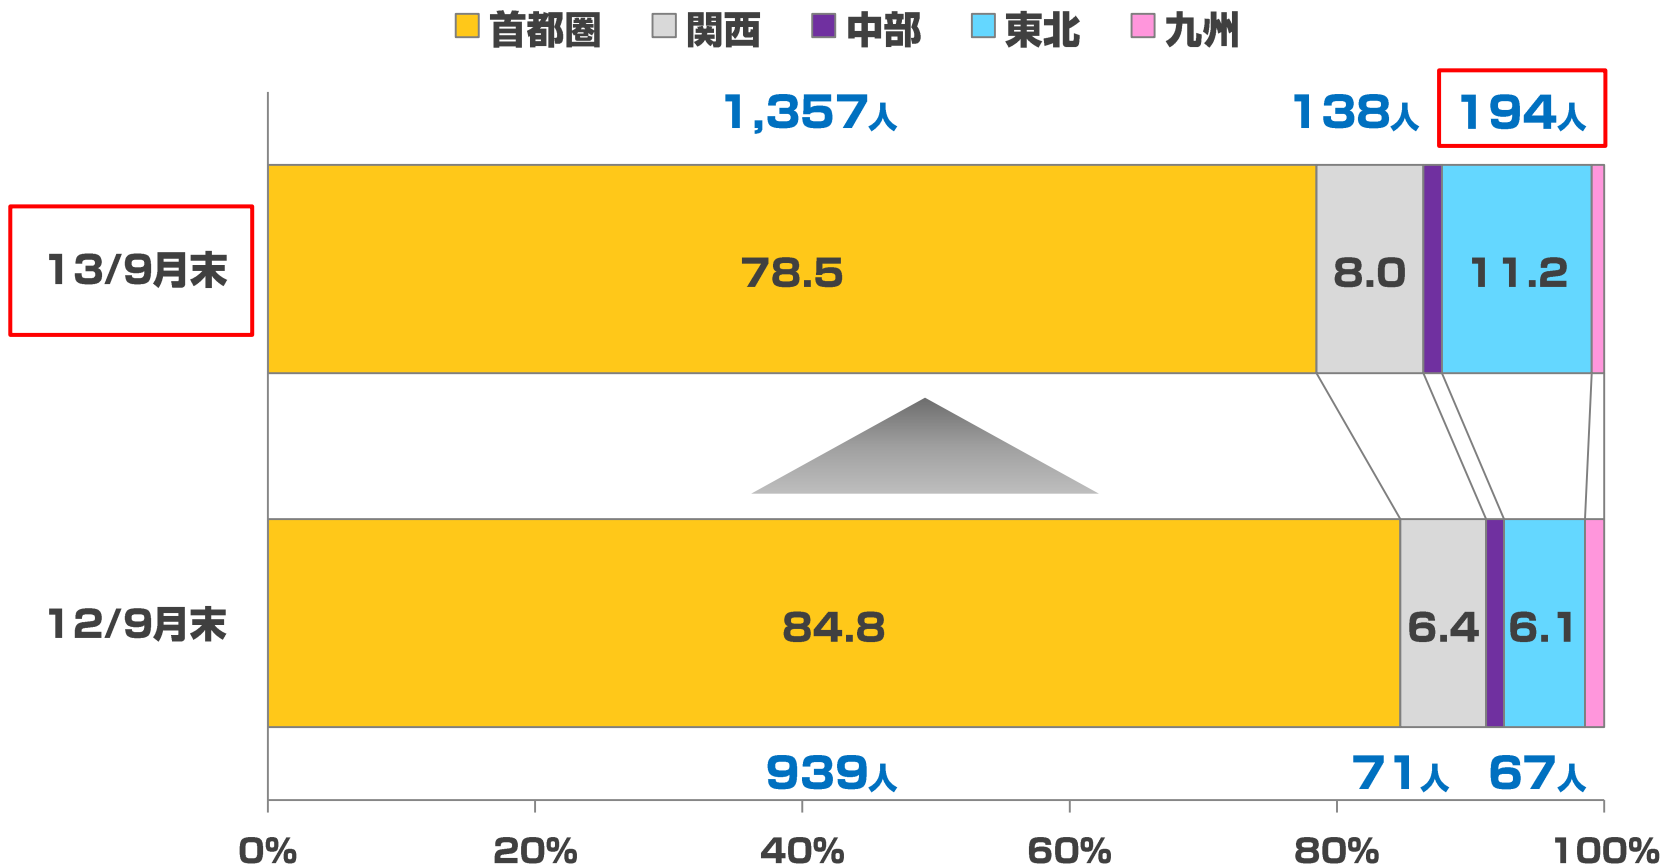 首都圏 関西 中部 東北 九州
1,357人 138人 194人
13/9月末 78.5 8.0 11.2
12/9月末 84.8 6.4 6.1
939人 71人 67人
0% 20% 40% 60% 80% 100%